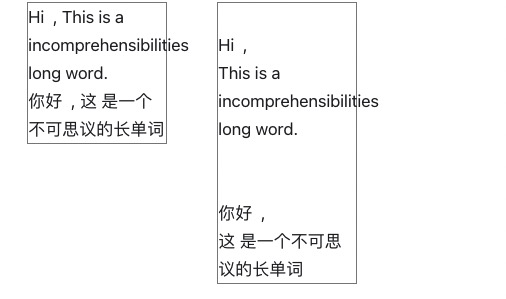 Hi ，This is a
incomprehensibilities
long word.
你好 ，这 是一个
不可思议的长单词
Hi ，
This is a
incomprehensibilities
long word.
你好 ，
这 是一个不可思
议的长单词